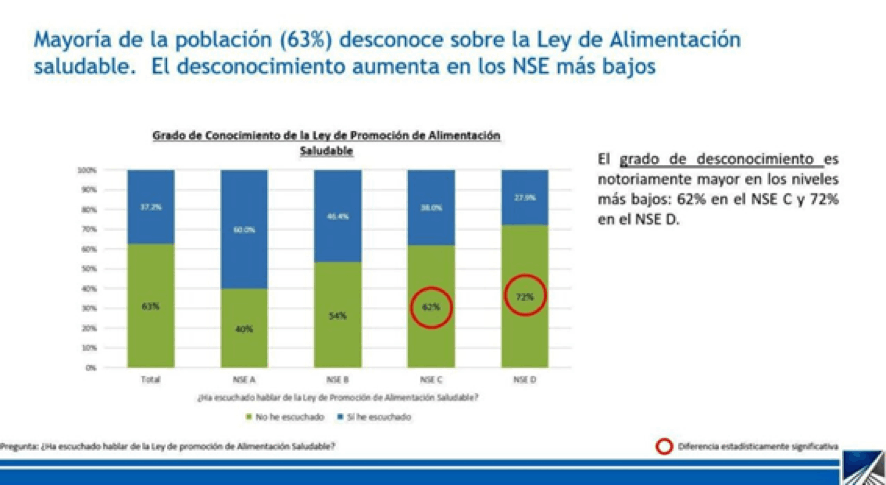 Mayoría de la población (63%) desconoce sobre la Ley de Alimentación
saludable. El desconocimiento aumenta en los NSE más bajos
Grado de Conocimiento de la Ley de Promoción de Alimentación
Saludable
El grado de desconocimiento es
notoriamente mayor en los niveles
más bajos: 62% en el NSE C y 72%
en el NSE D.
100%
90%
80%
70%
60%
50%
40%
30%
20%
10%
0%
37.2%
60.0%
46.4%
38.0%
27.9%
63%
40%
54%
62%
72%
Total
NSE A
NSE B
NSE C
NSE D
¿Ha escuchado hablar de la Ley de Promoción de Alimentación Saludable?
No he escuchado
Sí he escuchado
Pregunta: ¿Ha escuchado hablar de la Ley de promoción de Alimentación Saludable?
Diferencia estadísticamente significativa